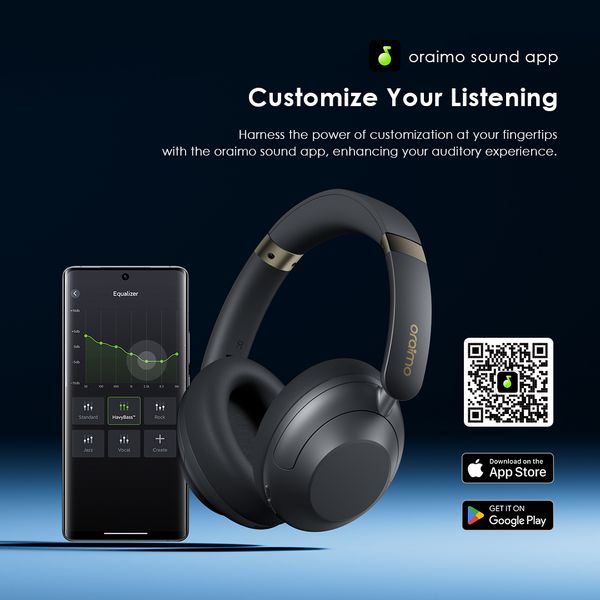 oraimo sound app
Customize Your Listening
Harness the power of customization at your fingertips
with the oraimo sound app, enhancing your auditory experience.
Equalizer
Standard
HavyBass™
Rock
Jazz
Vocal
Create
oraimo
Download on the
App Store
GET IT ON
Google Play